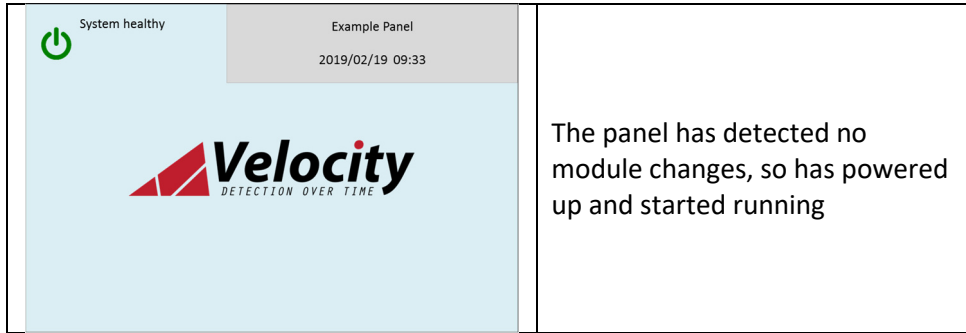 System healthy
Example Panel
2019/02/19 09:33
Velocity
DETECTION OVER TIME
The panel has detected no
module changes, so has powered
up and started running